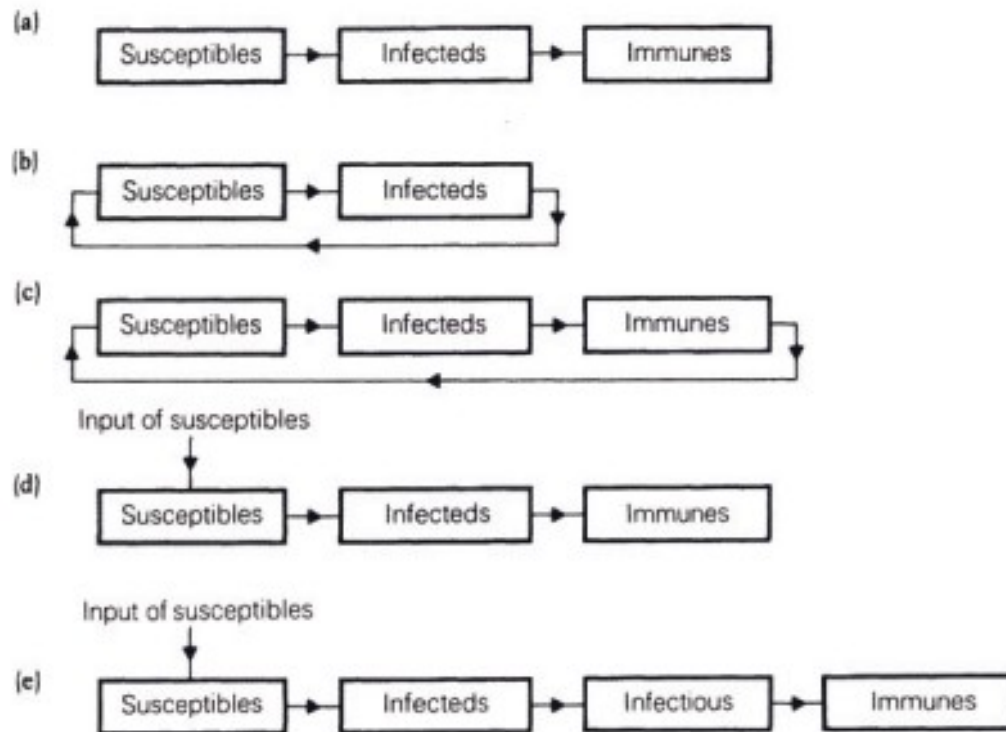 (a)
Susceptibles Infecteds Immunes
(b)
Susceptibles Infecteds
(c)
Susceptibles Infecteds Immunes
Input of susceptibles
(d)
Susceptibles Infecteds Immunes
Input of susceptibles
(e)
Susceptibles Infecteds Infectious Immunes